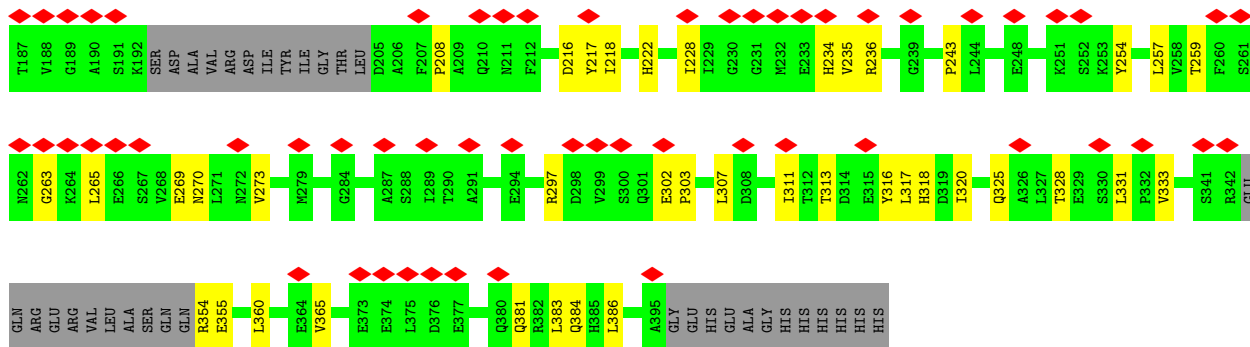 T187 V188 G189 A190 S191 K192 SER ASP ALA VAL ARG ASP ILE TYR ILE GLY THR LEU D205 A206 F207 P208 A209 Q210 N211 F212 D216 Y217 I218 H222 I228 I229 G230 G231 M232 E233 H234 V235 R236 G239 P243 L244 E248 K251 S252 K253 Y254 L257 V258 T259 F260 S261
N262 G263 K264 L265 E266 S267 V268 E269 N270 L271 N272 V273 M279 G284 A287 S288 I289 T290 A291 E294 R297 D298 V299 S300 Q301 E302 P303 L307 D308 I311 T312 T313 D314 E315 Y316 L317 H318 D319 I320 Q325 A326 L327 T328 E329 S330 L331 P332 V333 S341 R342 GLU
GLN ARG GLU ARG VAL LEU ALA SER GLN GLN R354 E355 L360 E364 V365 E373 E374 L375 D376 E377 Q380 Q381 R382 L383 Q384 H385 L386 A395 GLY GLU HIS GLU ALA GLY HIS HIS HIS HIS HIS HIS